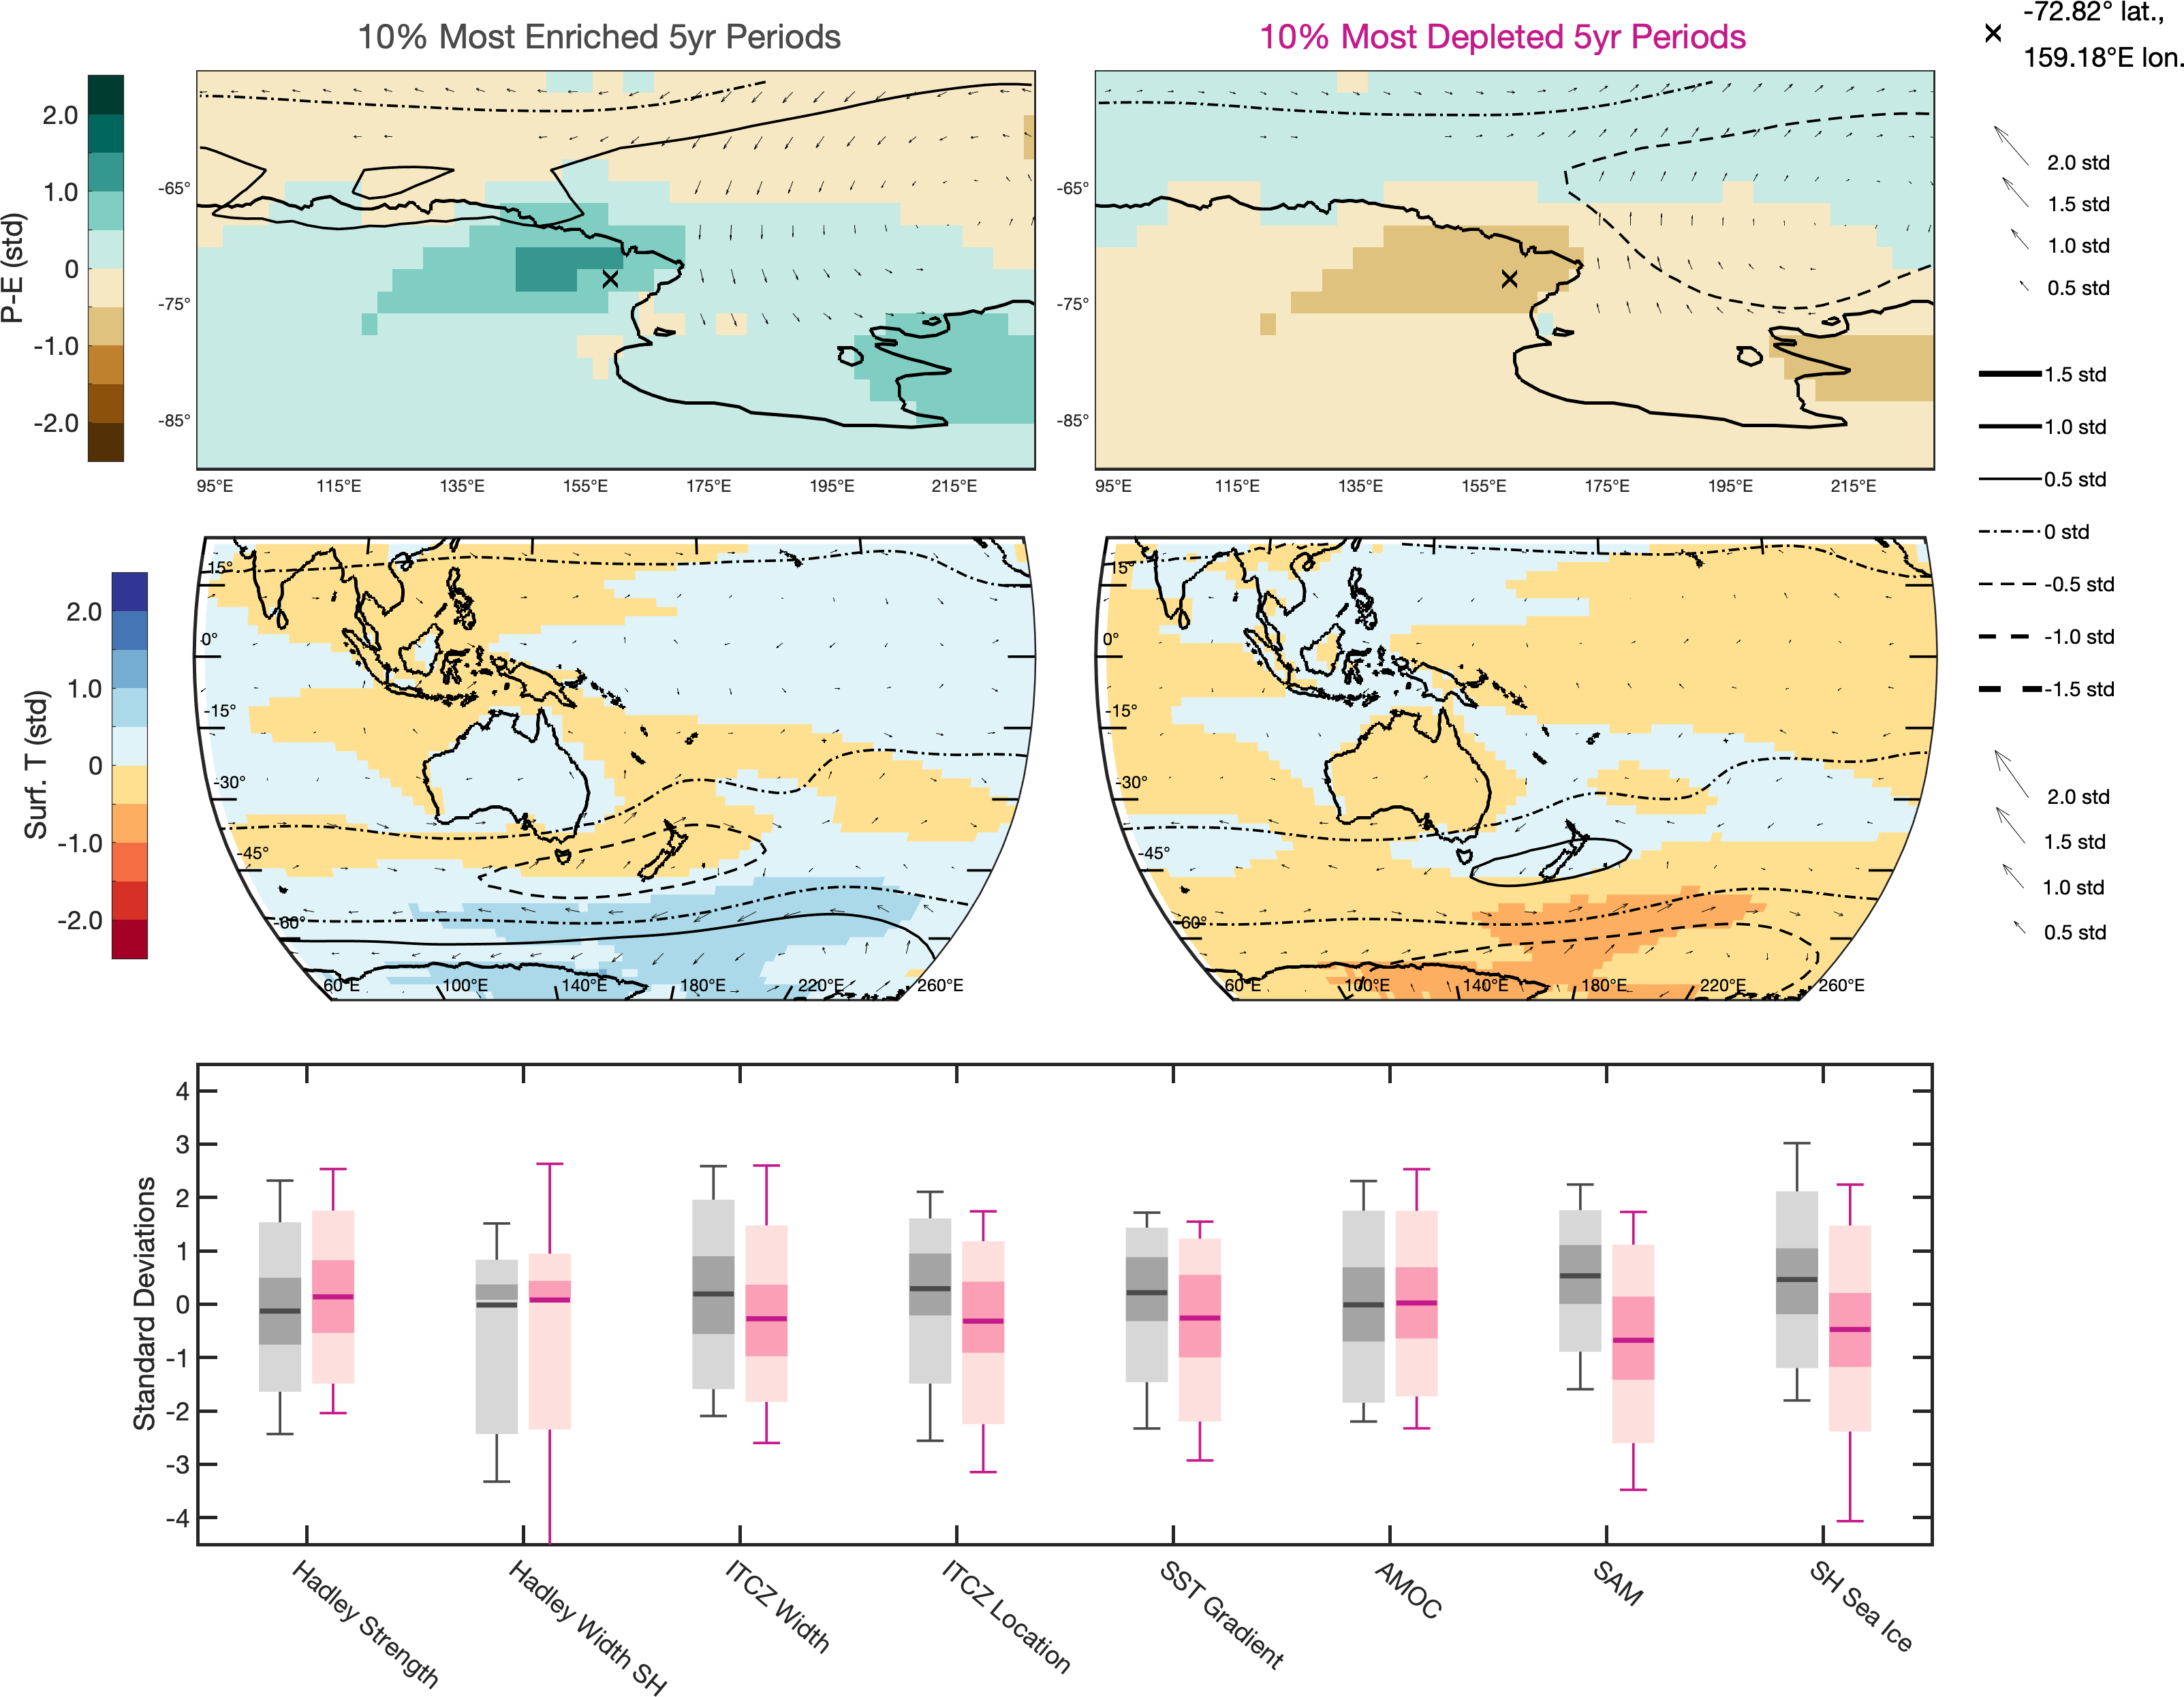 10% Most Enriched 5yr Periods
10% Most Depleted 5yr Periods
-72.82° lat.,
159.18°E lon.
P-E (std)
2.0
1.0
0
-1.0
-2.0
-65°
-75°
-85°
95°E 115°E 135°E 155°E 175°E 195°E 215°E
-65°
-75°
-85°
95°E 115°E 135°E 155°E 175°E 195°E 215°E
2.0 std
1.5 std
1.0 std
0.5 std
1.5 std
1.0 std
0.5 std
0 std
-0.5 std
-1.0 std
-1.5 std
2.0 std
1.5 std
1.0 std
0.5 std
Surf. T (std)
2.0
1.0
0
-1.0
-2.0
15°
0°
-15°
-30°
-45°
-60°
60°E 100°E 140°E 180°E 220°E 260°E
15°
0°
-15°
-30°
-45°
-60°
60°E 100°E 140°E 180°E 220°E 260°E
Standard Deviations
4
3
2
1
0
-1
-2
-3
-4
Hadley Strength
Hadley Width SH
ITCZ Width
ITCZ Location
SST Gradient
AMOC
SAM
SH Sea Ice